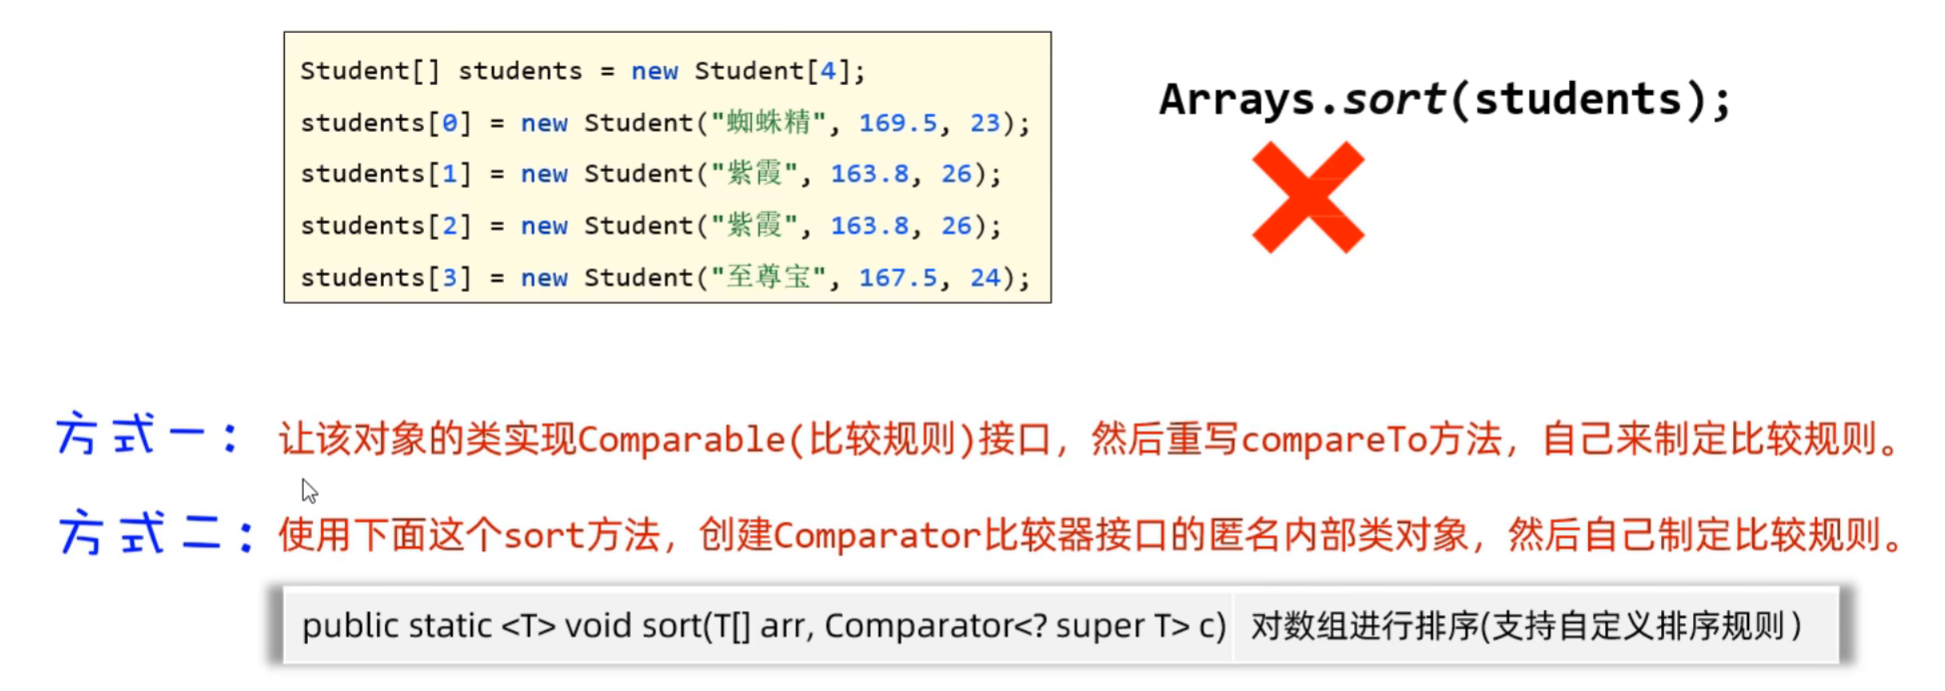 Student[] students = new Student[4];
students[0] = new Student("蜘蛛精", 169.5, 23);
students[1] = new Student("紫霞", 163.8, 26);
students[2] = new Student("紫霞", 163.8, 26);
students[3] = new Student("至尊宝", 167.5, 24);
Arrays.sort(students);
方式一：让该对象的类实现Comparable(比较规则)接口，然后重写compareTo方法，自己来制定比较规则。
方式二：使用下面这个sort方法，创建Comparator比较器接口的匿名内部类对象，然后自己制定比较规则。
public static <T> void sort(T[] arr, Comparator<? super T> c) 对数组进行排序(支持自定义排序规则）